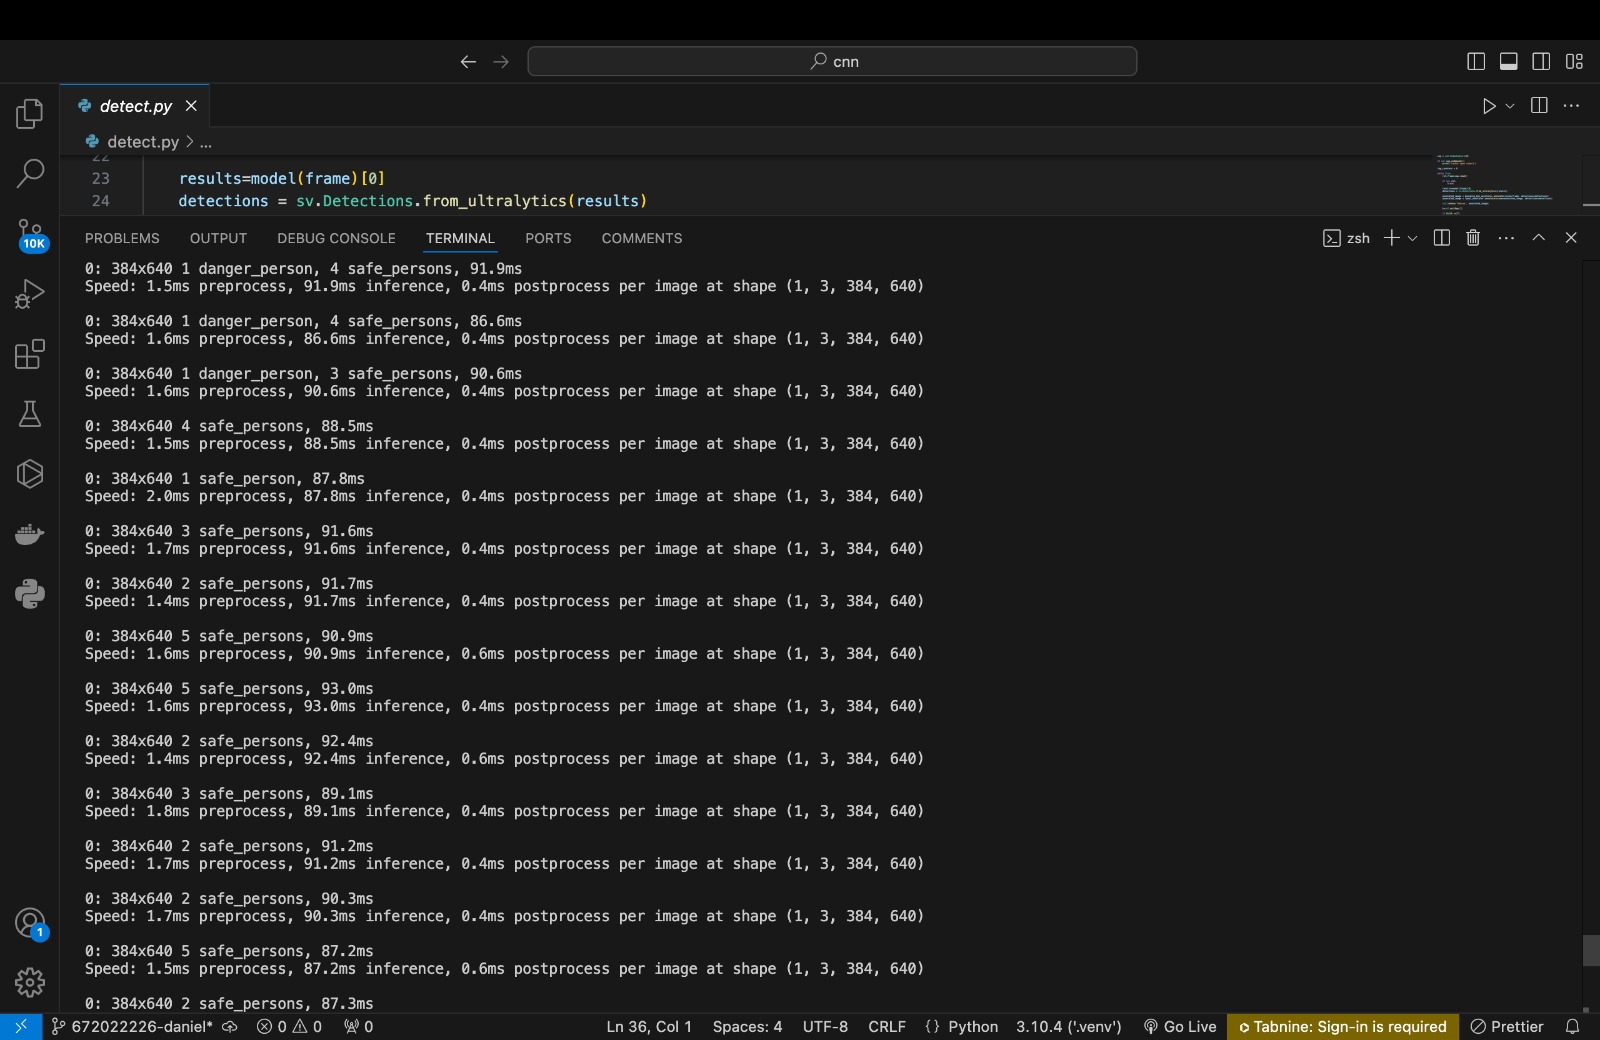 cnn
detect.py
detect.py > ...
22
23 results=model(frame)[0]
24 detections = sv.Detections.from_ultralytics(results)
PROBLEMS OUTPUT DEBUG CONSOLE TERMINAL PORTS COMMENTS zsh
10K
0: 384x640 1 danger_person, 4 safe_persons, 91.9ms
Speed: 1.5ms preprocess, 91.9ms inference, 0.4ms postprocess per image at shape (1, 3, 384, 640)
0: 384x640 1 danger_person, 4 safe_persons, 86.6ms
Speed: 1.6ms preprocess, 86.6ms inference, 0.4ms postprocess per image at shape (1, 3, 384, 640)
0: 384x640 1 danger_person, 3 safe_persons, 90.6ms
Speed: 1.6ms preprocess, 90.6ms inference, 0.4ms postprocess per image at shape (1, 3, 384, 640)
0: 384x640 4 safe_persons, 88.5ms
Speed: 1.5ms preprocess, 88.5ms inference, 0.4ms postprocess per image at shape (1, 3, 384, 640)
0: 384x640 1 safe_person, 87.8ms
Speed: 2.0ms preprocess, 87.8ms inference, 0.4ms postprocess per image at shape (1, 3, 384, 640)
0: 384x640 3 safe_persons, 91.6ms
Speed: 1.7ms preprocess, 91.6ms inference, 0.4ms postprocess per image at shape (1, 3, 384, 640)
0: 384x640 2 safe_persons, 91.7ms
Speed: 1.4ms preprocess, 91.7ms inference, 0.4ms postprocess per image at shape (1, 3, 384, 640)
0: 384x640 5 safe_persons, 90.9ms
Speed: 1.6ms preprocess, 90.9ms inference, 0.6ms postprocess per image at shape (1, 3, 384, 640)
0: 384x640 5 safe_persons, 93.0ms
Speed: 1.6ms preprocess, 93.0ms inference, 0.4ms postprocess per image at shape (1, 3, 384, 640)
0: 384x640 2 safe_persons, 92.4ms
Speed: 1.4ms preprocess, 92.4ms inference, 0.6ms postprocess per image at shape (1, 3, 384, 640)
0: 384x640 3 safe_persons, 89.1ms
Speed: 1.8ms preprocess, 89.1ms inference, 0.4ms postprocess per image at shape (1, 3, 384, 640)
0: 384x640 2 safe_persons, 91.2ms
Speed: 1.7ms preprocess, 91.2ms inference, 0.4ms postprocess per image at shape (1, 3, 384, 640)
0: 384x640 2 safe_persons, 90.3ms
Speed: 1.7ms preprocess, 90.3ms inference, 0.4ms postprocess per image at shape (1, 3, 384, 640)
0: 384x640 5 safe_persons, 87.2ms
Speed: 1.5ms preprocess, 87.2ms inference, 0.6ms postprocess per image at shape (1, 3, 384, 640)
0: 384x640 2 safe_persons, 87.3ms
1
672022226-daniel* 0 0 0 Ln 36, Col 1 Spaces: 4 UTF-8 CRLF {} Python 3.10.4 ('.venv') Go Live Tabnine: Sign-in is required Prettier